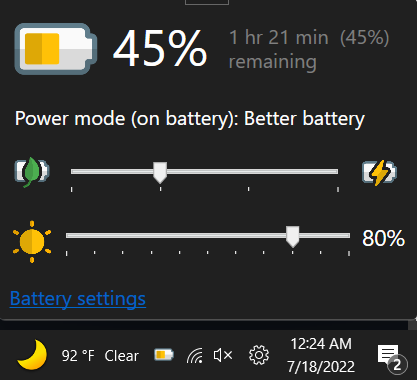 45%
1 hr 21 min (45%)
remaining
Power mode (on battery): Better battery
80%
Battery settings
92 °F Clear
12:24 AM
7/18/2022
2